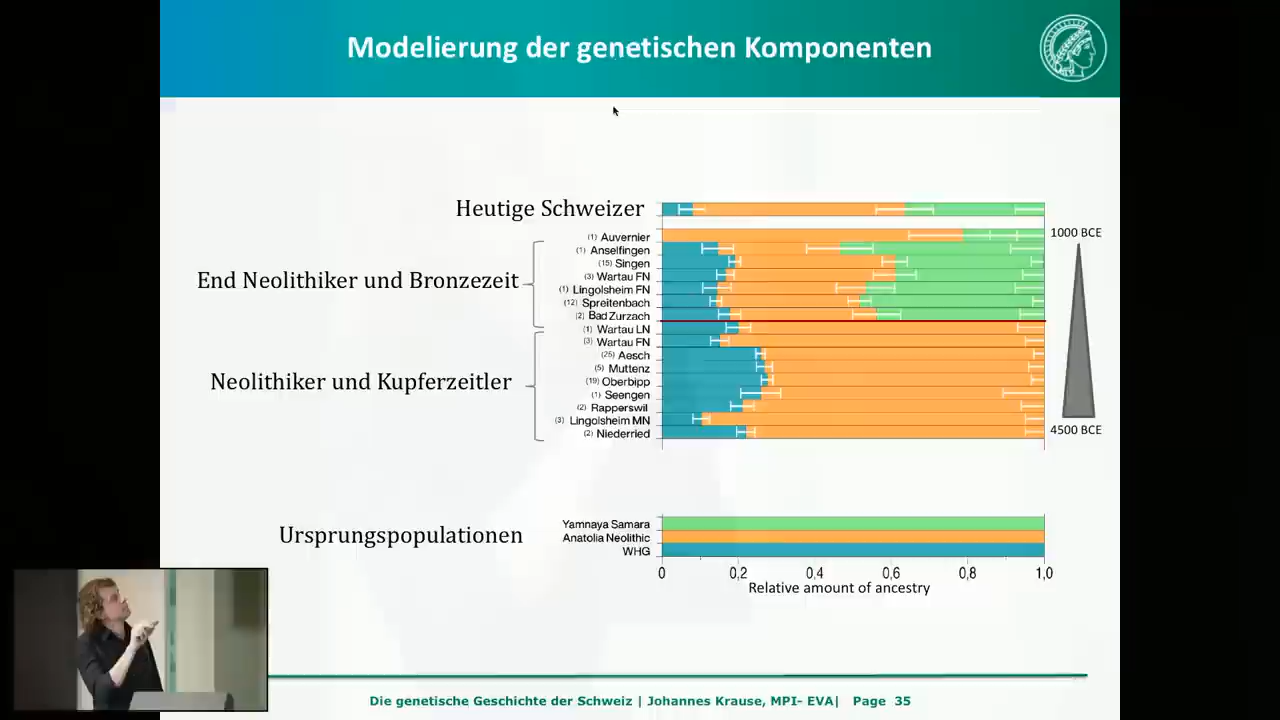 Modelierung der genetischen Komponenten
Heutige Schweizer
1000 BCE
(1) Auvernier
(1) Anselfingen
(15) Singen
(3) Wartau FN
(1) Lingolsheim FN
(12) Spreitenbach
(2) Bad Zurzach
End Neolithiker und Bronzezeit
(1) Wartau LN
(3) Wartau FN
(25) Aesch
(5) Muttenz
(19) Oberbipp
(1) Seengen
(2) Rapperswil
(3) Lingolsheim MN
(2) Niederried
Neolithiker und Kupferzeitler
4500 BCE
Ursprungspopulationen
Yamnaya Samara
Anatolia Neolithic
WHG
0 0,2 0,4 0,6 0,8 1,0
Relative amount of ancestry
Die genetische Geschichte der Schweiz | Johannes Krause, MPI- EVA| Page 35